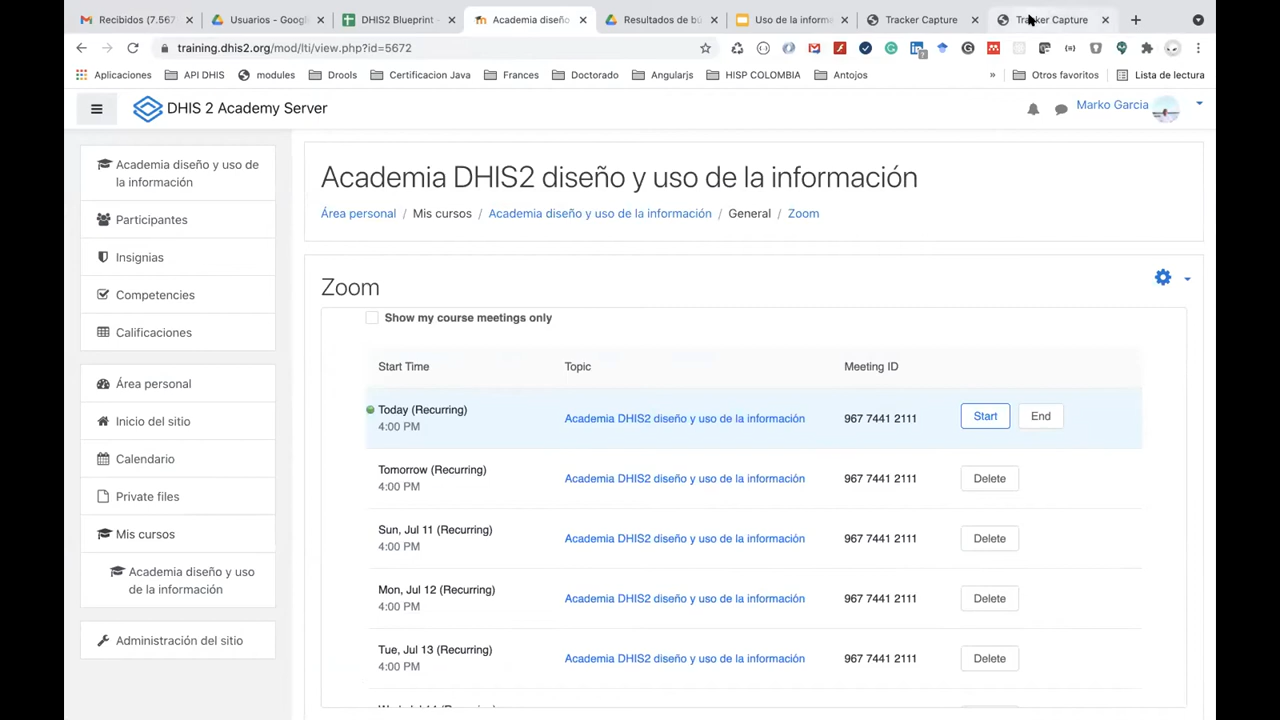 Recibidos (7.567
Usuarios - Googl
DHIS2 Blueprint -
Academia diseño
Resultados de bú
Uso de la informa
Tracker Capture
Tracker Capture
training.dhis2.org/mod/lti/view.php?id=5672
Aplicaciones
API DHIS
modules
Drools
Certificacion Java
Frances
Doctorado
Angularjs
HISP COLOMBIA
Antojos
»
Otros favoritos
Lista de lectura
DHIS 2 Academy Server
Marko Garcia
Academia diseño y uso de
la información
Participantes
Insignias
Competencies
Calificaciones
Área personal
Inicio del sitio
Calendario
Private files
Mis cursos
Academia diseño y uso
de la información
Administración del sitio
Academia DHIS2 diseño y uso de la información
Área personal / Mis cursos / Academia diseño y uso de la información / General / Zoom
Zoom
Show my course meetings only
Start Time Topic Meeting ID
Today (Recurring)
4:00 PM
Academia DHIS2 diseño y uso de la información 967 7441 2111 Start End
Tomorrow (Recurring)
4:00 PM
Academia DHIS2 diseño y uso de la información 967 7441 2111 Delete
Sun, Jul 11 (Recurring)
4:00 PM
Academia DHIS2 diseño y uso de la información 967 7441 2111 Delete
Mon, Jul 12 (Recurring)
4:00 PM
Academia DHIS2 diseño y uso de la información 967 7441 2111 Delete
Tue, Jul 13 (Recurring)
4:00 PM
Academia DHIS2 diseño y uso de la información 967 7441 2111 Delete